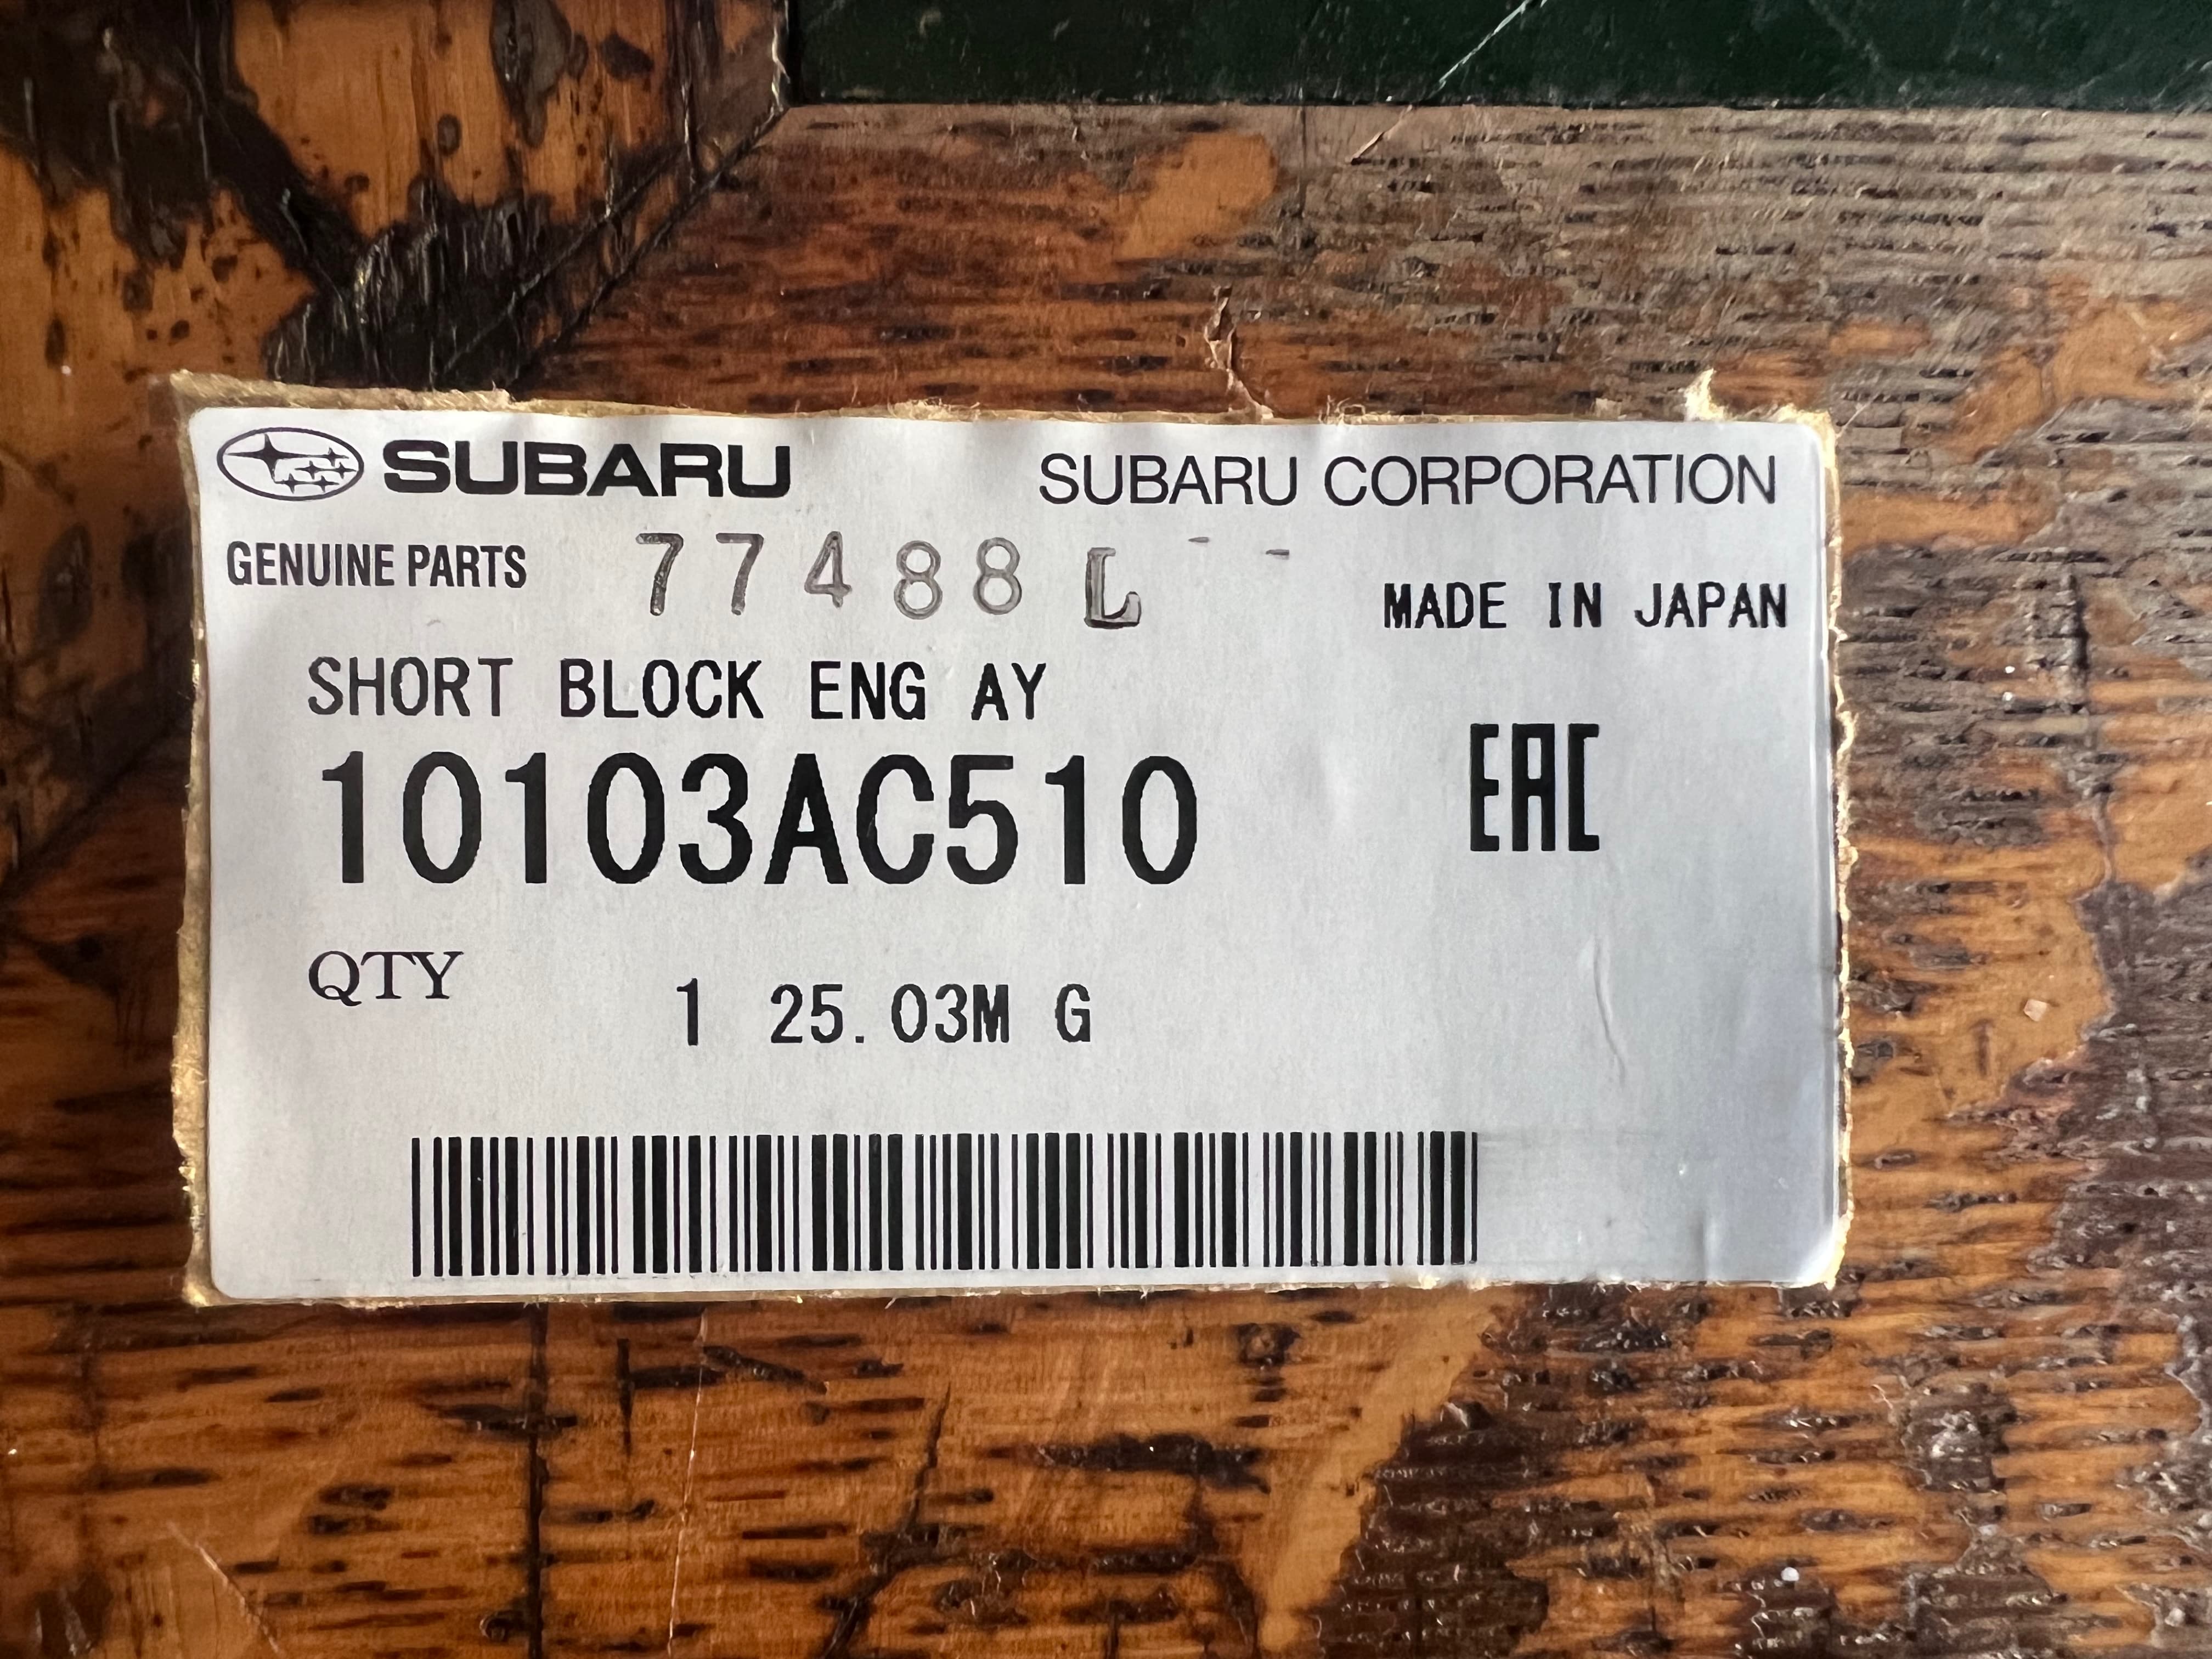 SUBARU SUBARU CORPORATION
GENUINE PARTS 77488 L - -
MADE IN JAPAN
SHORT BLOCK ENG AY
10103AC510
EAC
QTY 1 25.03M G